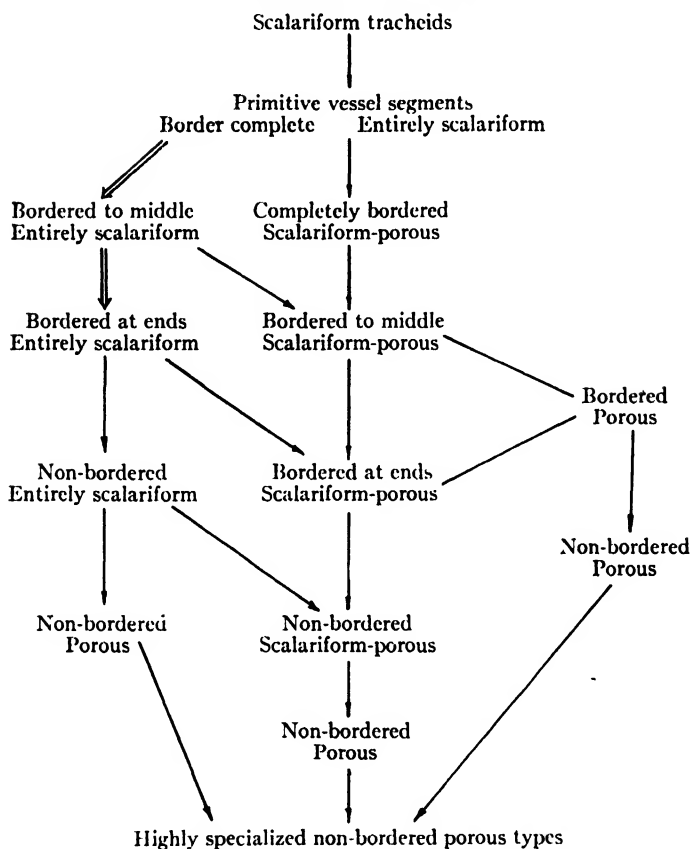 Scalariform tracheids
Primitive vessel segments
Border complete Entirely scalariform
Bordered to middle
Entirely scalariform
Completely bordered
Scalariform-porous
Bordered at ends
Entirely scalariform
Bordered to middle
Scalariform-porous
Bordered
Porous
Non-bordered
Entirely scalariform
Bordered at ends
Scalariform-porous
Non-bordered
Porous
Non-bordered
Porous
Non-bordered
Scalariform-porous
Non-bordered
Porous
Highly specialized non-bordered porous types